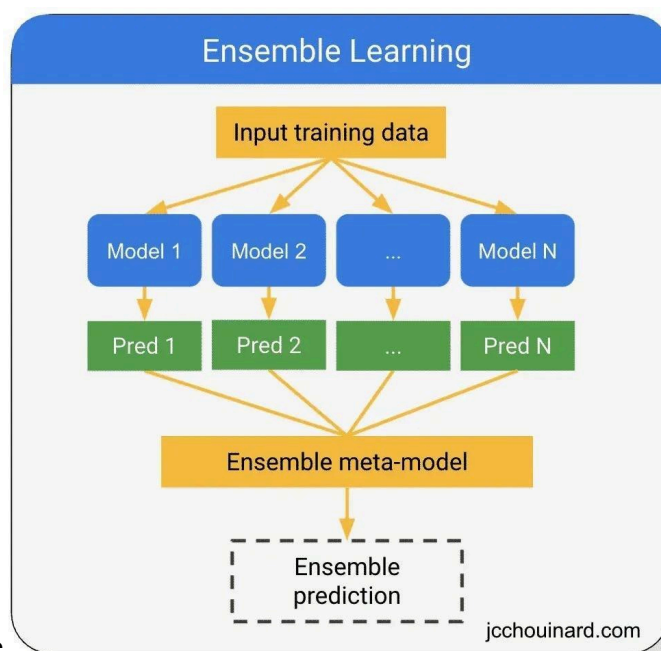 Ensemble Learning
Input training data
Model 1
Model 2
...
Model N
Pred 1
Pred 2
...
Pred N
Ensemble meta-model
Ensemble
prediction
jcchouinard.com